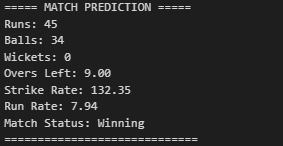 ===== MATCH PREDICTION =====
Runs: 45
Balls: 34
Wickets: 0
Overs Left: 9.00
Strike Rate: 132.35
Run Rate: 7.94
Match Status: Winning
=============================